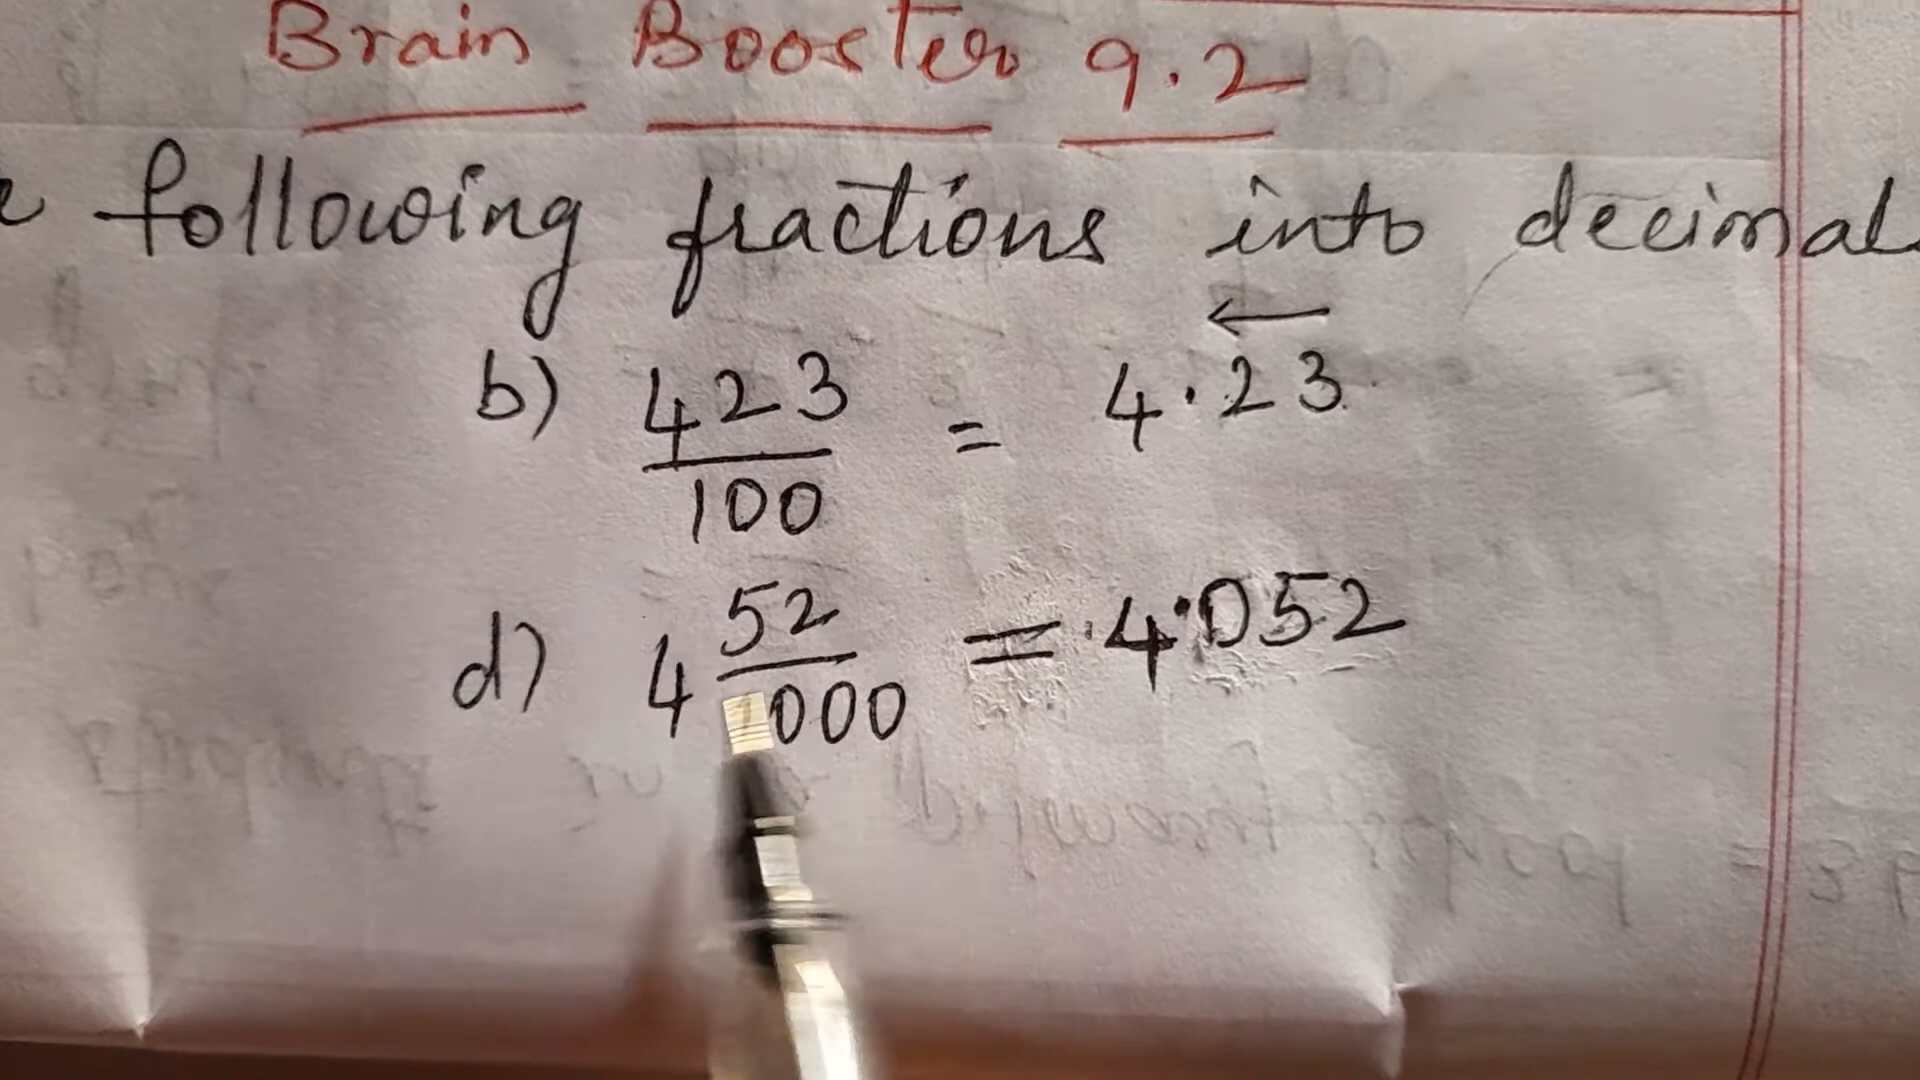 Brain Booster 9.2
following fractions into decimal
b) 423/100 = 4.23
d) 4 52/1000 = 4.052